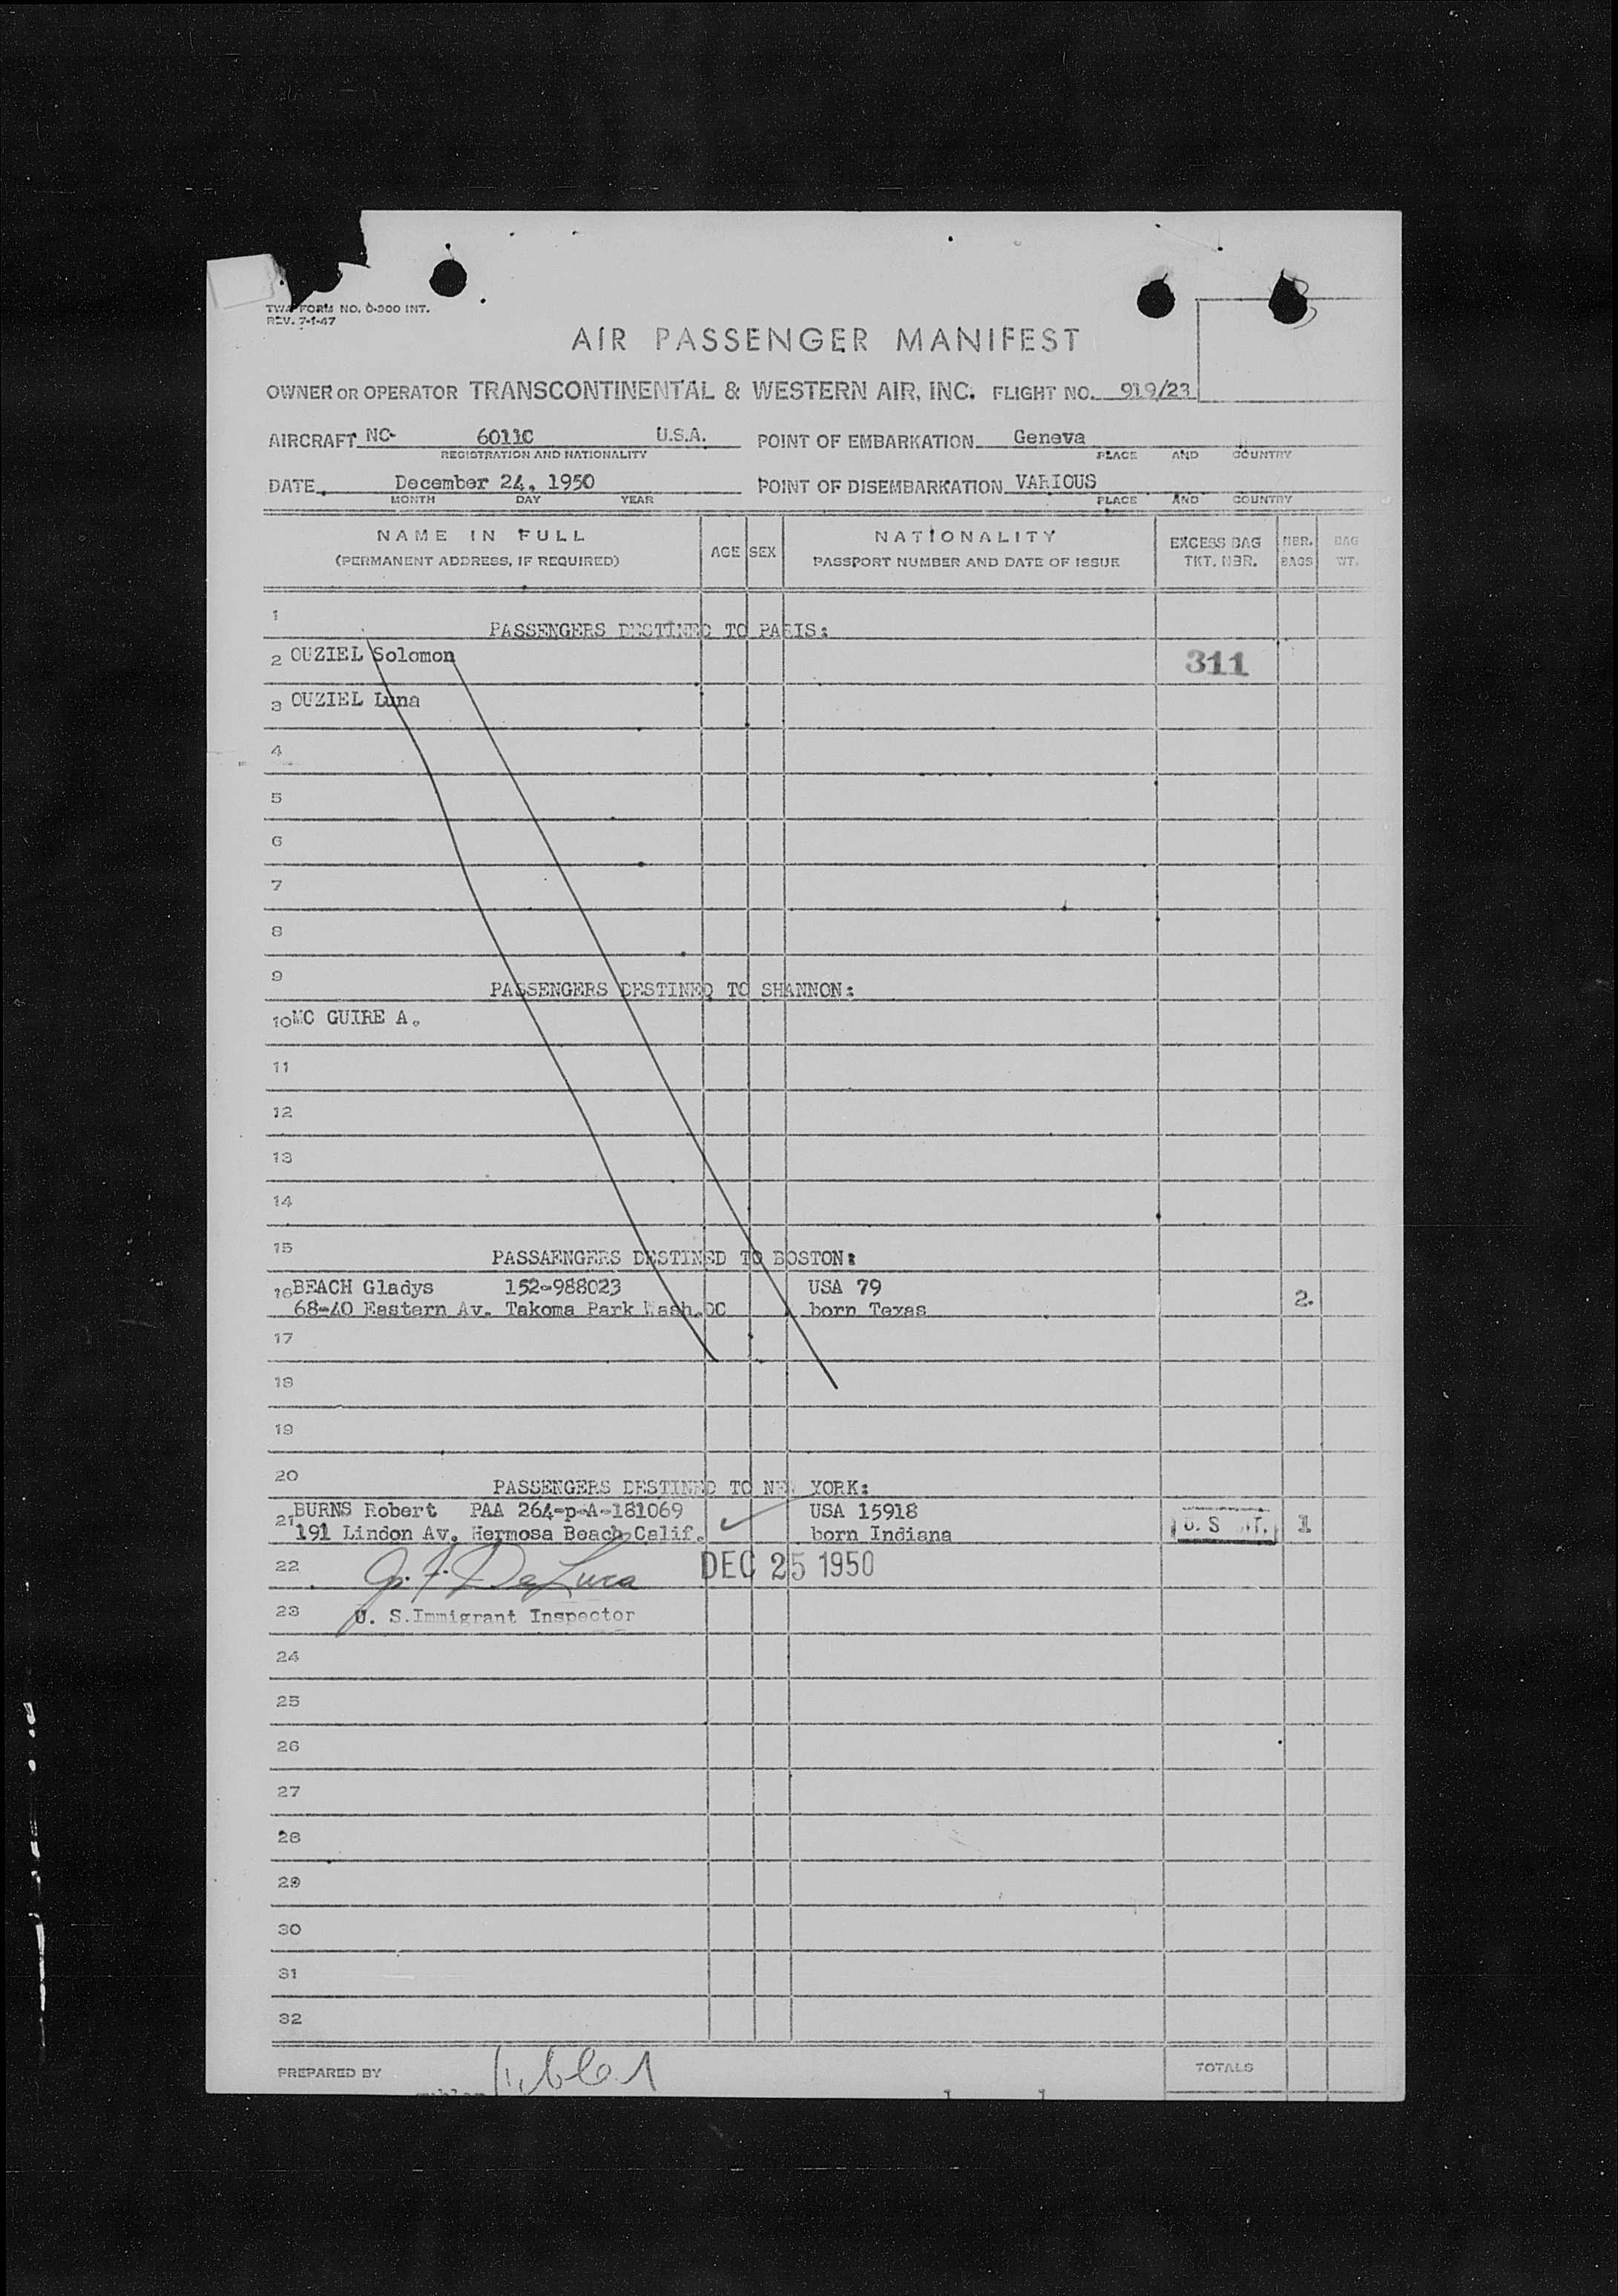 TWA FORM NO. O-300 INT.
REV. 7-1-47
AIR PASSENGER MANIFEST
OWNER OR OPERATOR TRANSCONTINENTAL & WESTERN AIR, INC. FLIGHT NO. 919/23
AIRCRAFT NC- 6011C U.S.A. POINT OF EMBARKATION Geneva
REGISTRATION AND NATIONALITY PLACE AND COUNTRY
DATE December 24, 1950 POINT OF DISEMBARKATION VARIOUS
MONTH DAY YEAR PLACE AND COUNTRY
NAME IN FULL AGE SEX NATIONALITY EXCESS BAG NBR. BAG
(PERMANENT ADDRESS, IF REQUIRED) PASSPORT NUMBER AND DATE OF ISSUE TKT. NBR. BAGS WT.
1 PASSENGERS DESTINED TO PARIS:
2 OUZIEL Solomon 311
3 OUZIEL Luna
4
5
6
7
8
9 PASSENGERS DESTINED TO SHANNON:
10 MC GUIRE A.
11
12
13
14
15 PASSAENGERS DESTINED TO BOSTON:
16 BEACH Gladys 152-988023 USA 79 2.
68-40 Eastern Av. Takoma Park Wash.DC born Texas
17
18
19
20 PASSENGERS DESTINED TO NEW YORK:
21 BURNS Robert PAA 264-p-A-181069 USA 15918 1
191 Lindon Av. Hermosa Beach Calif. born Indiana
22 DeLuca DEC 25 1950
23 U. S. Immigrant Inspector
24
25
26
27
28
29
30
31
32
PREPARED BY TOTALS